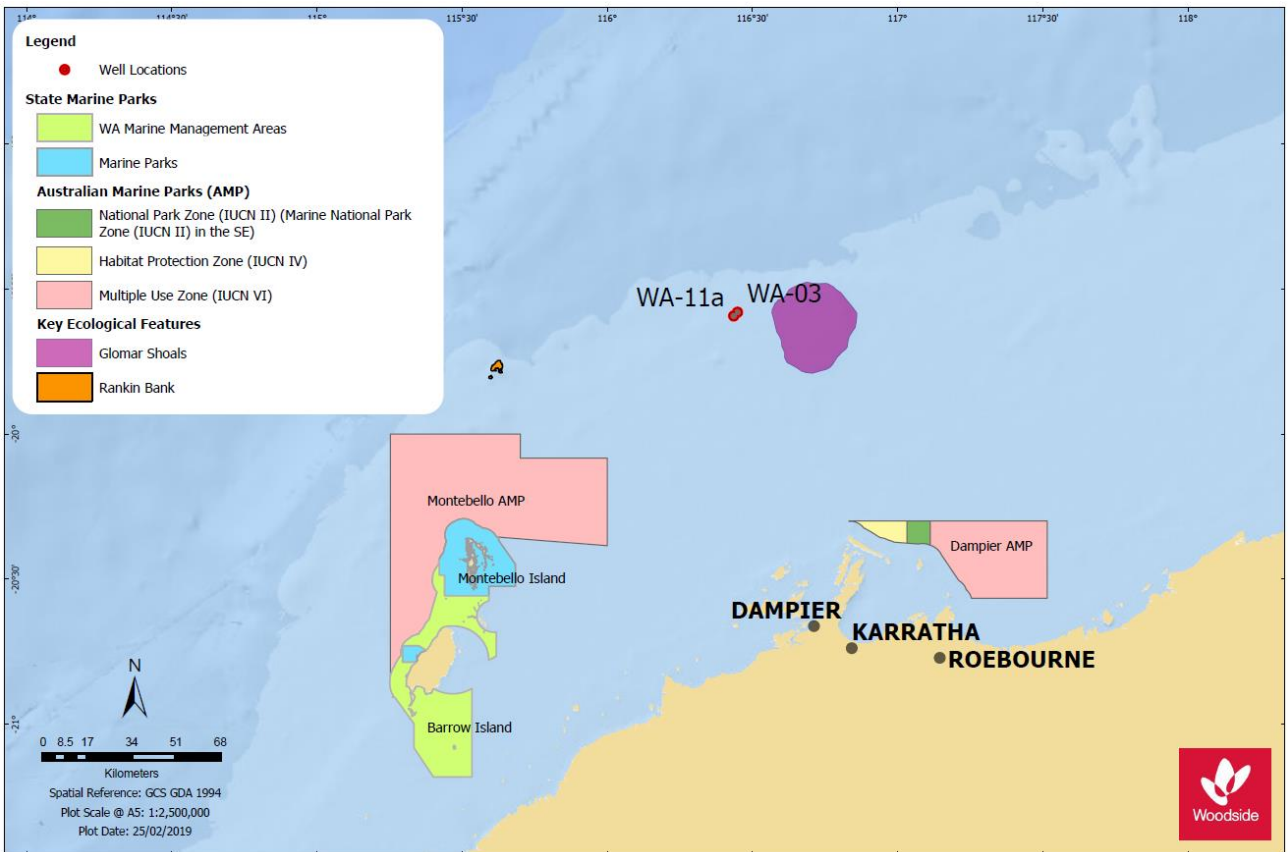 114°
114°30'
115°
115°30'
116°
116°30'
117°
117°30'
118°
Legend
Well Locations
State Marine Parks
WA Marine Management Areas
Marine Parks
Australian Marine Parks (AMP)
National Park Zone (IUCN II) (Marine National Park
Zone (IUCN II) in the SE)
Habitat Protection Zone (IUCN IV)
Multiple Use Zone (IUCN VI)
Key Ecological Features
Glomar Shoals
Rankin Bank
WA-11a
WA-03
-20°
Montebello AMP
Dampier AMP
-20°30'
Montebello Island
DAMPIER
KARRATHA
ROEBOURNE
N
-21°
Barrow Island
0 8.5 17 34 51 68
Kilometers
Spatial Reference: GCS GDA 1994
Plot Scale @ A5: 1:2,500,000
Plot Date: 25/02/2019
Woodside